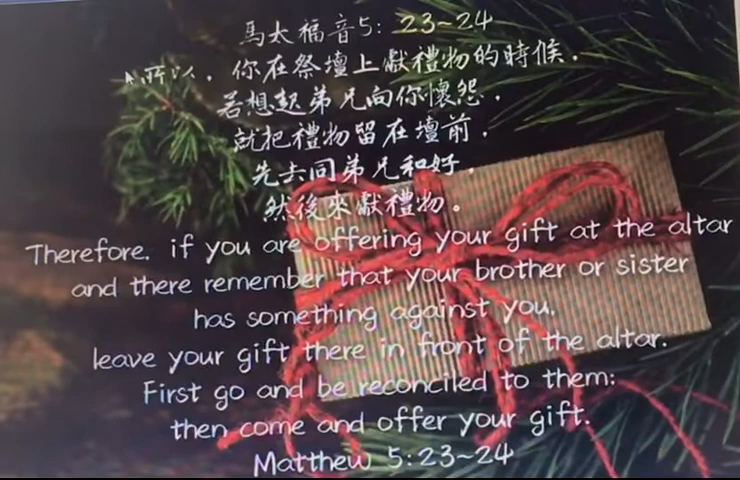 馬太福音5: 23~24
所以，你在祭壇上獻禮物的時候，
若想起弟兄向你懷怨，
就把禮物留在壇前，
先去同弟兄和好，
然後來獻禮物。
Therefore, if you are offering your gift at the altar
and there remember that your brother or sister
has something against you,
leave your gift there in front of the altar.
First go and be reconciled to them;
then come and offer your gift.
Matthew 5:23~24